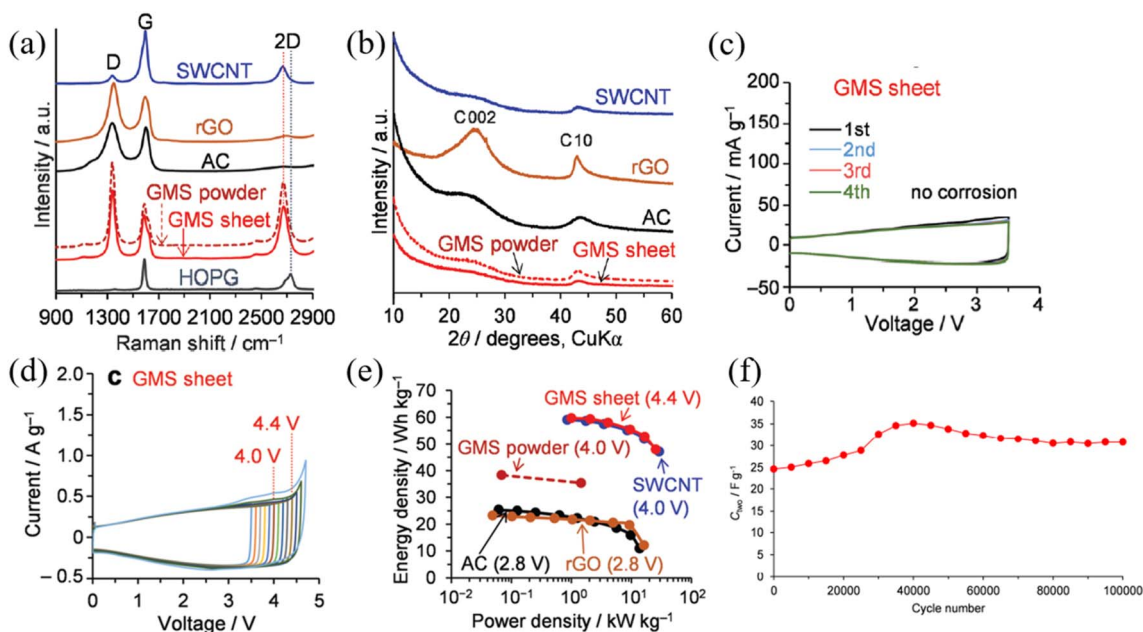 (a)
D
G
2D
SWCNT
rGO
AC
GMS powder
GMS sheet
HOPG
Intensity / a.u.
900 1300 1700 2100 2500 2900
Raman shift / cm⁻¹
(b)
SWCNT
C 002
C10
rGO
AC
GMS powder
GMS sheet
Intensity / a.u.
10 20 30 40 50 60
2θ / degrees, CuKα
(c)
GMS sheet
1st
2nd
3rd
4th
no corrosion
200
150
100
50
0
−50
Current / mA g⁻¹
0 1 2 3 4
Voltage / V
(d)
c GMS sheet
4.4 V
4.0 V
2.0
1.5
1.0
0.5
0
−0.5
Current / A g⁻¹
0 1 2 3 4 5
Voltage / V
(e)
GMS sheet (4.4 V)
GMS powder (4.0 V)
SWCNT
(4.0 V)
AC (2.8 V)
rGO (2.8 V)
70
60
50
40
30
20
10
0
Energy density / Wh kg⁻¹
10⁻² 10⁻¹ 10⁰ 10¹ 10²
Power density / kW kg⁻¹
(f)
40
35
30
25
20
15
10
5
0
C_two / F g⁻¹
0 20000 40000 60000 80000 100000
Cycle number